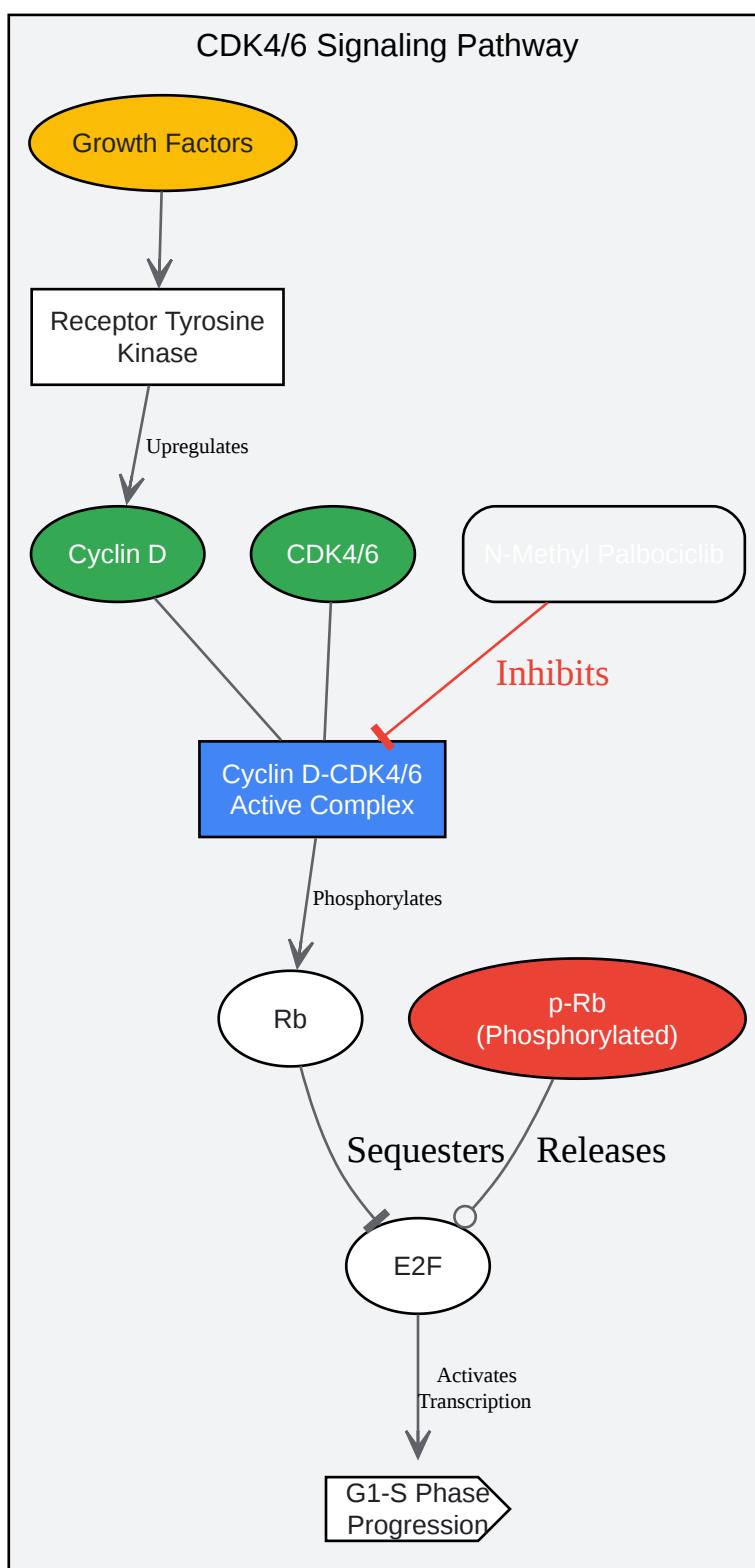 CDK4/6 Signaling Pathway
Growth Factors
Receptor Tyrosine
Kinase
Upregulates
Cyclin D
CDK4/6
N-Methyl Palbociclib
Inhibits
Cyclin D-CDK4/6
Active Complex
Phosphorylates
Rb
p-Rb
(Phosphorylated)
Sequesters
Releases
E2F
Activates
Transcription
G1-S Phase
Progression